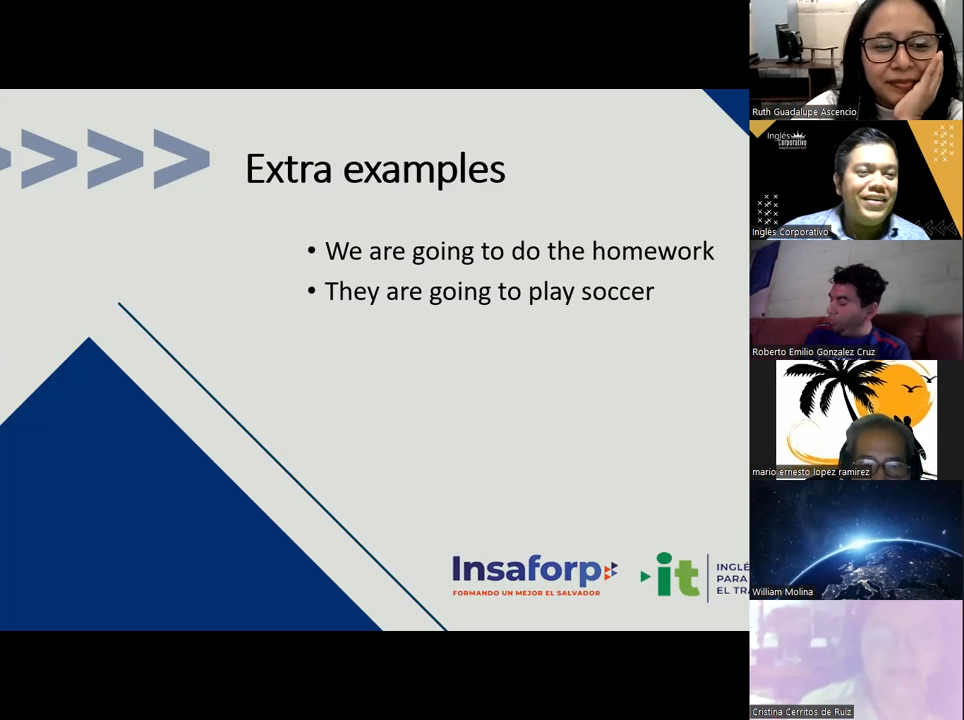 Extra examples
• We are going to do the homework
• They are going to play soccer
Insaforp
FORMANDO UN MEJOR EL SALVADOR
it
INGLÉ
PARA
EL TRA
Ruth Guadalupe Ascencio
Inglés
Corporativo
Inglés Corporativo
Roberto Emilio Gonzalez Cruz
mario ernesto lopez ramirez
William Molina
Cristina Cerritos de Ruiz